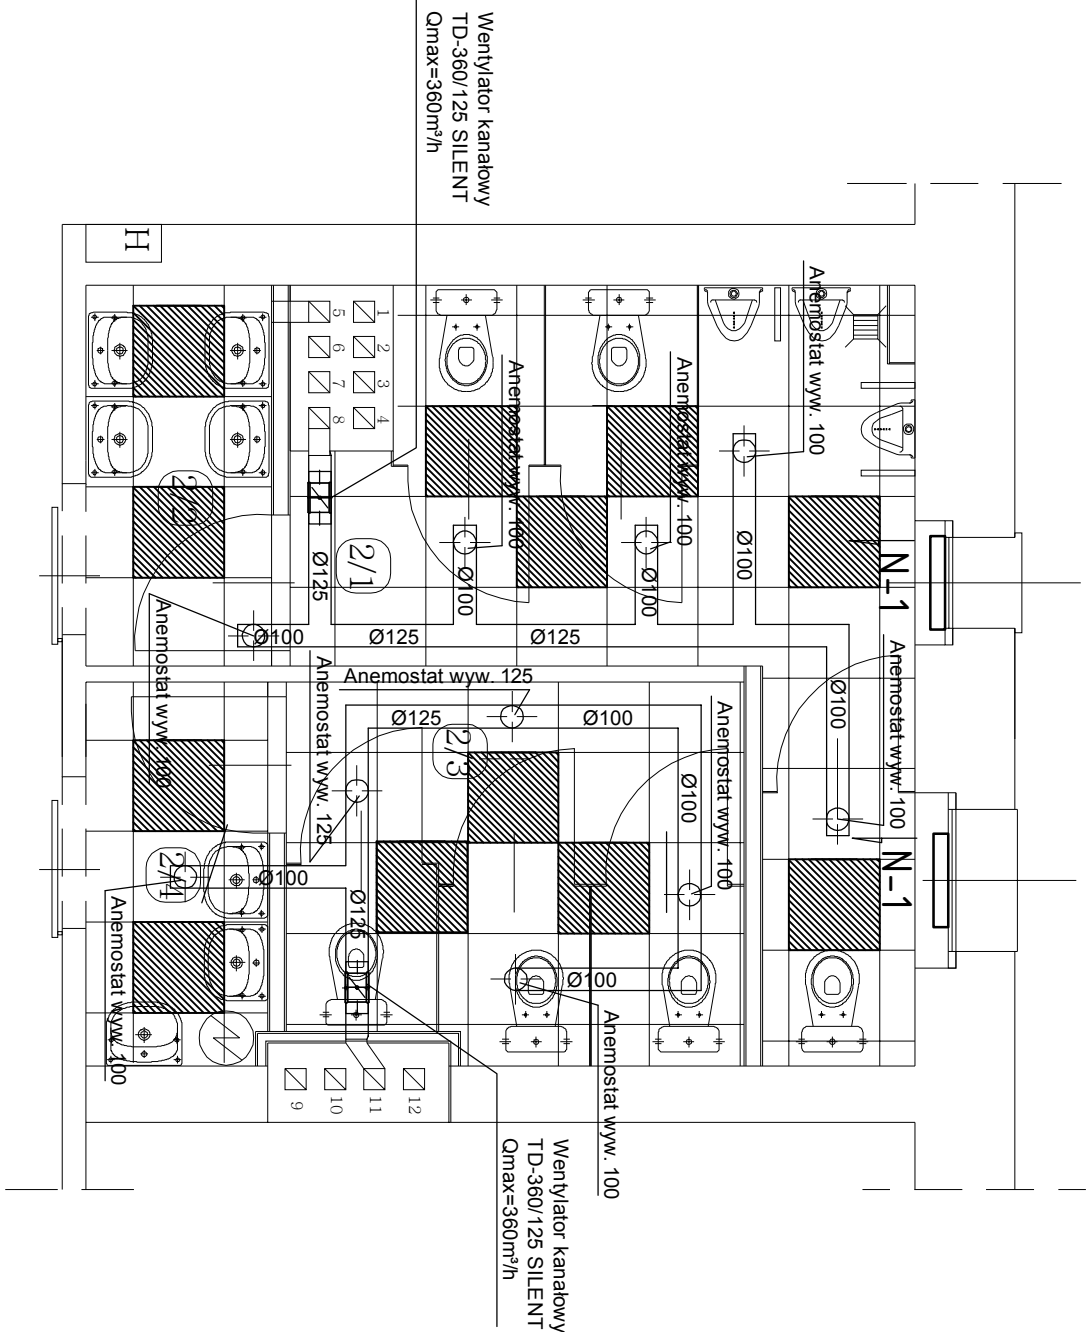 Wentylator kanałowy
TD-360/125 SILENT
Qmax=360m³/h
H
1
2
3
4
5
6
7
8
Anemostat wyw. 100
Anemostat wyw. 100
Anemostat wyw. 100
2/2
2/1
Ø125
Ø100
Ø100
Ø100
N-1
Ø100
Ø125
Ø125
Anemostat wyw. 100
Anemostat wyw. 125
Anemostat wyw. 125
Ø100
Anemostat wyw. 100
Ø125
2/3
Ø100
Ø100
Anemostat wyw. 100
N-1
2/4
Ø100
Ø125
Anemostat wyw. 100
Ø100
Anemostat wyw. 100
9
10
11
12
Wentylator kanałowy
TD-360/125 SILENT
Qmax=360m³/h